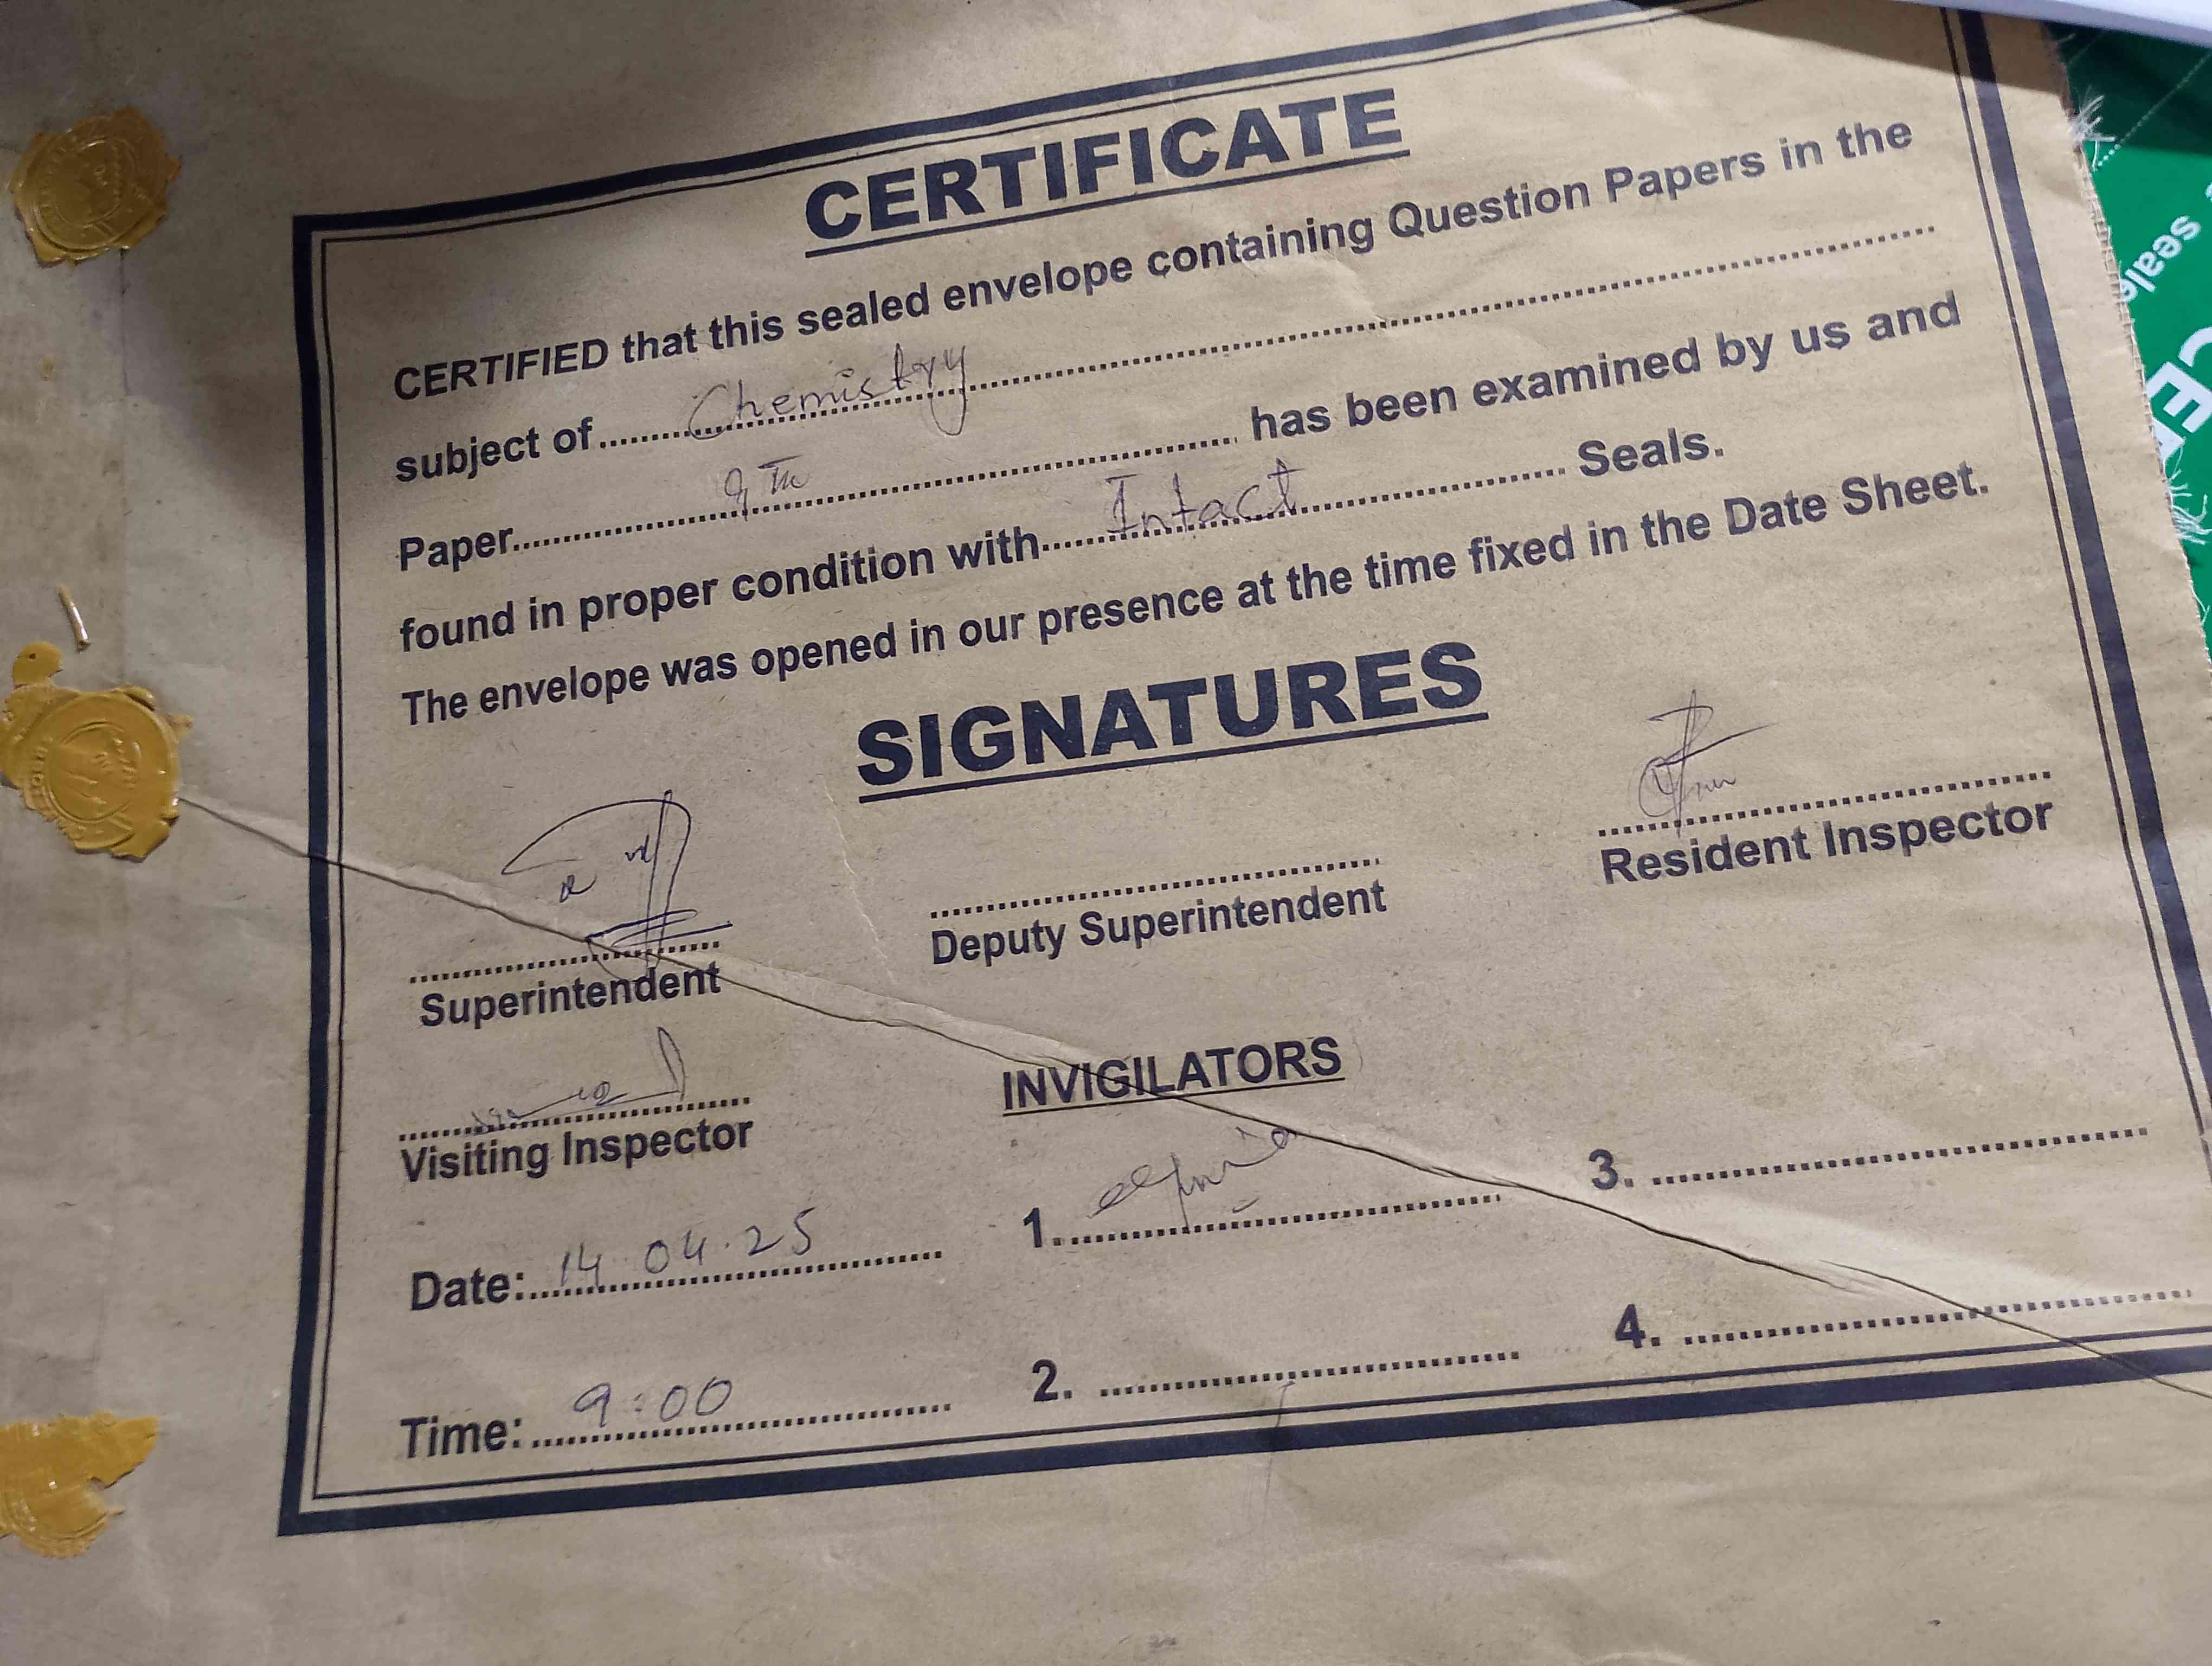 CERTIFICATE
CERTIFIED that this sealed envelope containing Question Papers in the
subject of Chemistry
Paper 9Th has been examined by us and
found in proper condition with Intact Seals.
The envelope was opened in our presence at the time fixed in the Date Sheet.
SIGNATURES
Superintendent
Deputy Superintendent
Resident Inspector
Visiting Inspector
INVIGILATORS
Date: 14 04.25
1.
3.
Time: 9:00
2.
4.
seale